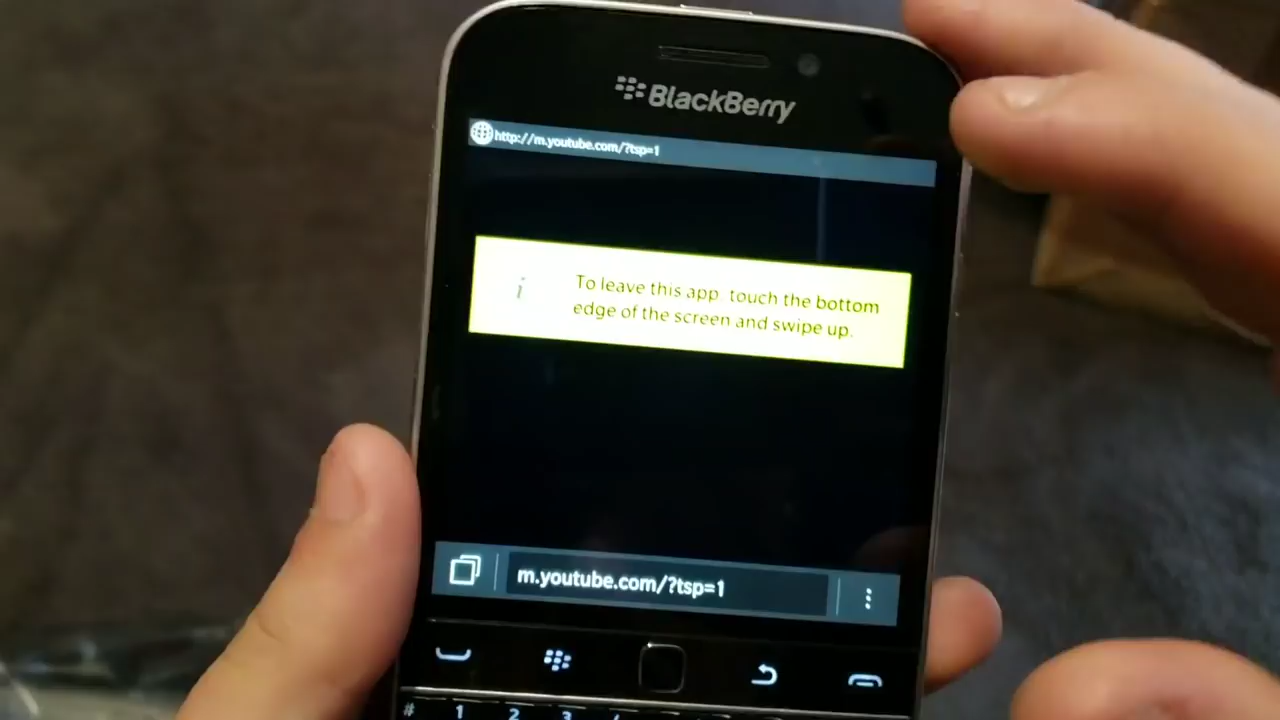 BlackBerry
http://m.youtube.com/?tsp=1
i
To leave this app, touch the bottom
edge of the screen and swipe up.
m.youtube.com/?tsp=1
# 1 2 3